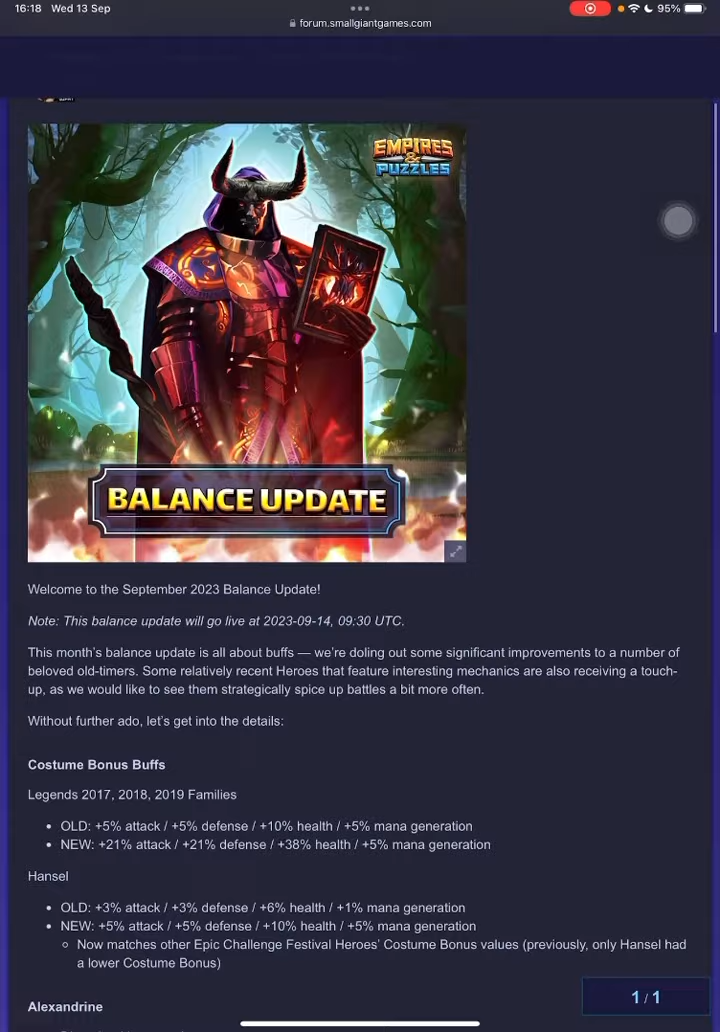 16:18 Wed 13 Sep
95%
forum.smallgiantgames.com
EMPIRES
&
PUZZLES
BALANCE UPDATE
Welcome to the September 2023 Balance Update!
Note: This balance update will go live at 2023-09-14, 09:30 UTC.
This month's balance update is all about buffs — we're doling out some significant improvements to a number of
beloved old-timers. Some relatively recent Heroes that feature interesting mechanics are also receiving a touch-
up, as we would like to see them strategically spice up battles a bit more often.
Without further ado, let's get into the details:
Costume Bonus Buffs
Legends 2017, 2018, 2019 Families
• OLD: +5% attack / +5% defense / +10% health / +5% mana generation
• NEW: +21% attack / +21% defense / +38% health / +5% mana generation
Hansel
• OLD: +3% attack / +3% defense / +6% health / +1% mana generation
• NEW: +5% attack / +5% defense / +10% health / +5% mana generation
◦ Now matches other Epic Challenge Festival Heroes' Costume Bonus values (previously, only Hansel had
a lower Costume Bonus)
1 / 1
Alexandrine